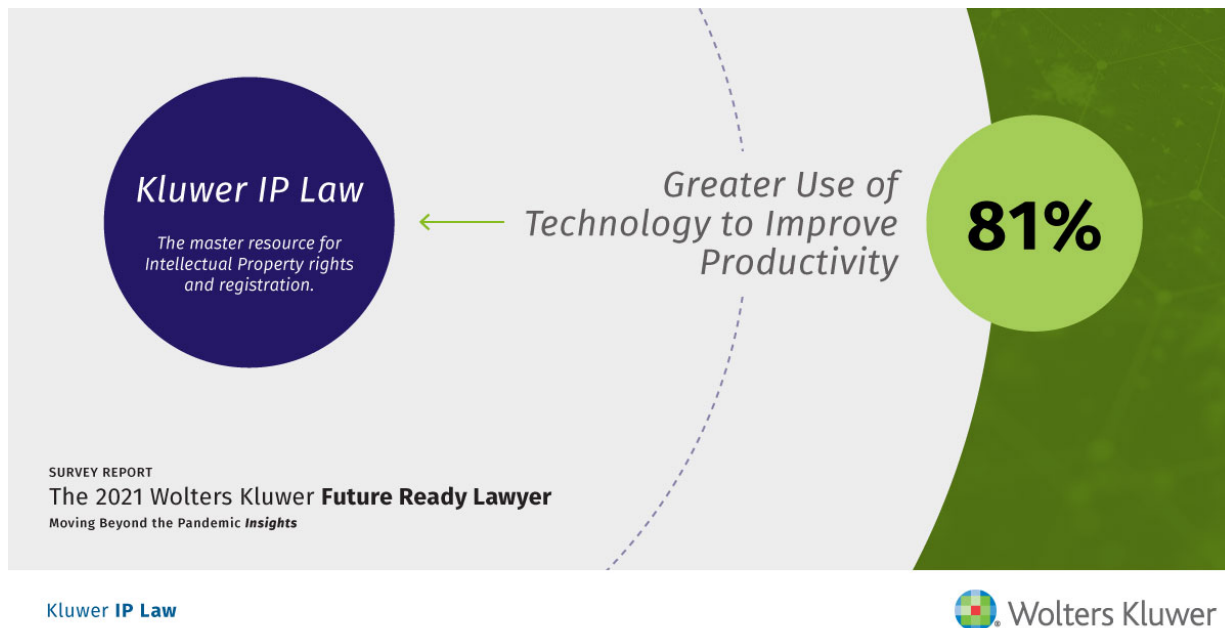 Kluwer IP Law
The master resource for
Intellectual Property rights
and registration.
Greater Use of
Technology to Improve
Productivity
81%
SURVEY REPORT
The 2021 Wolters Kluwer Future Ready Lawyer
Moving Beyond the Pandemic Insights
Kluwer IP Law
Wolters Kluwer